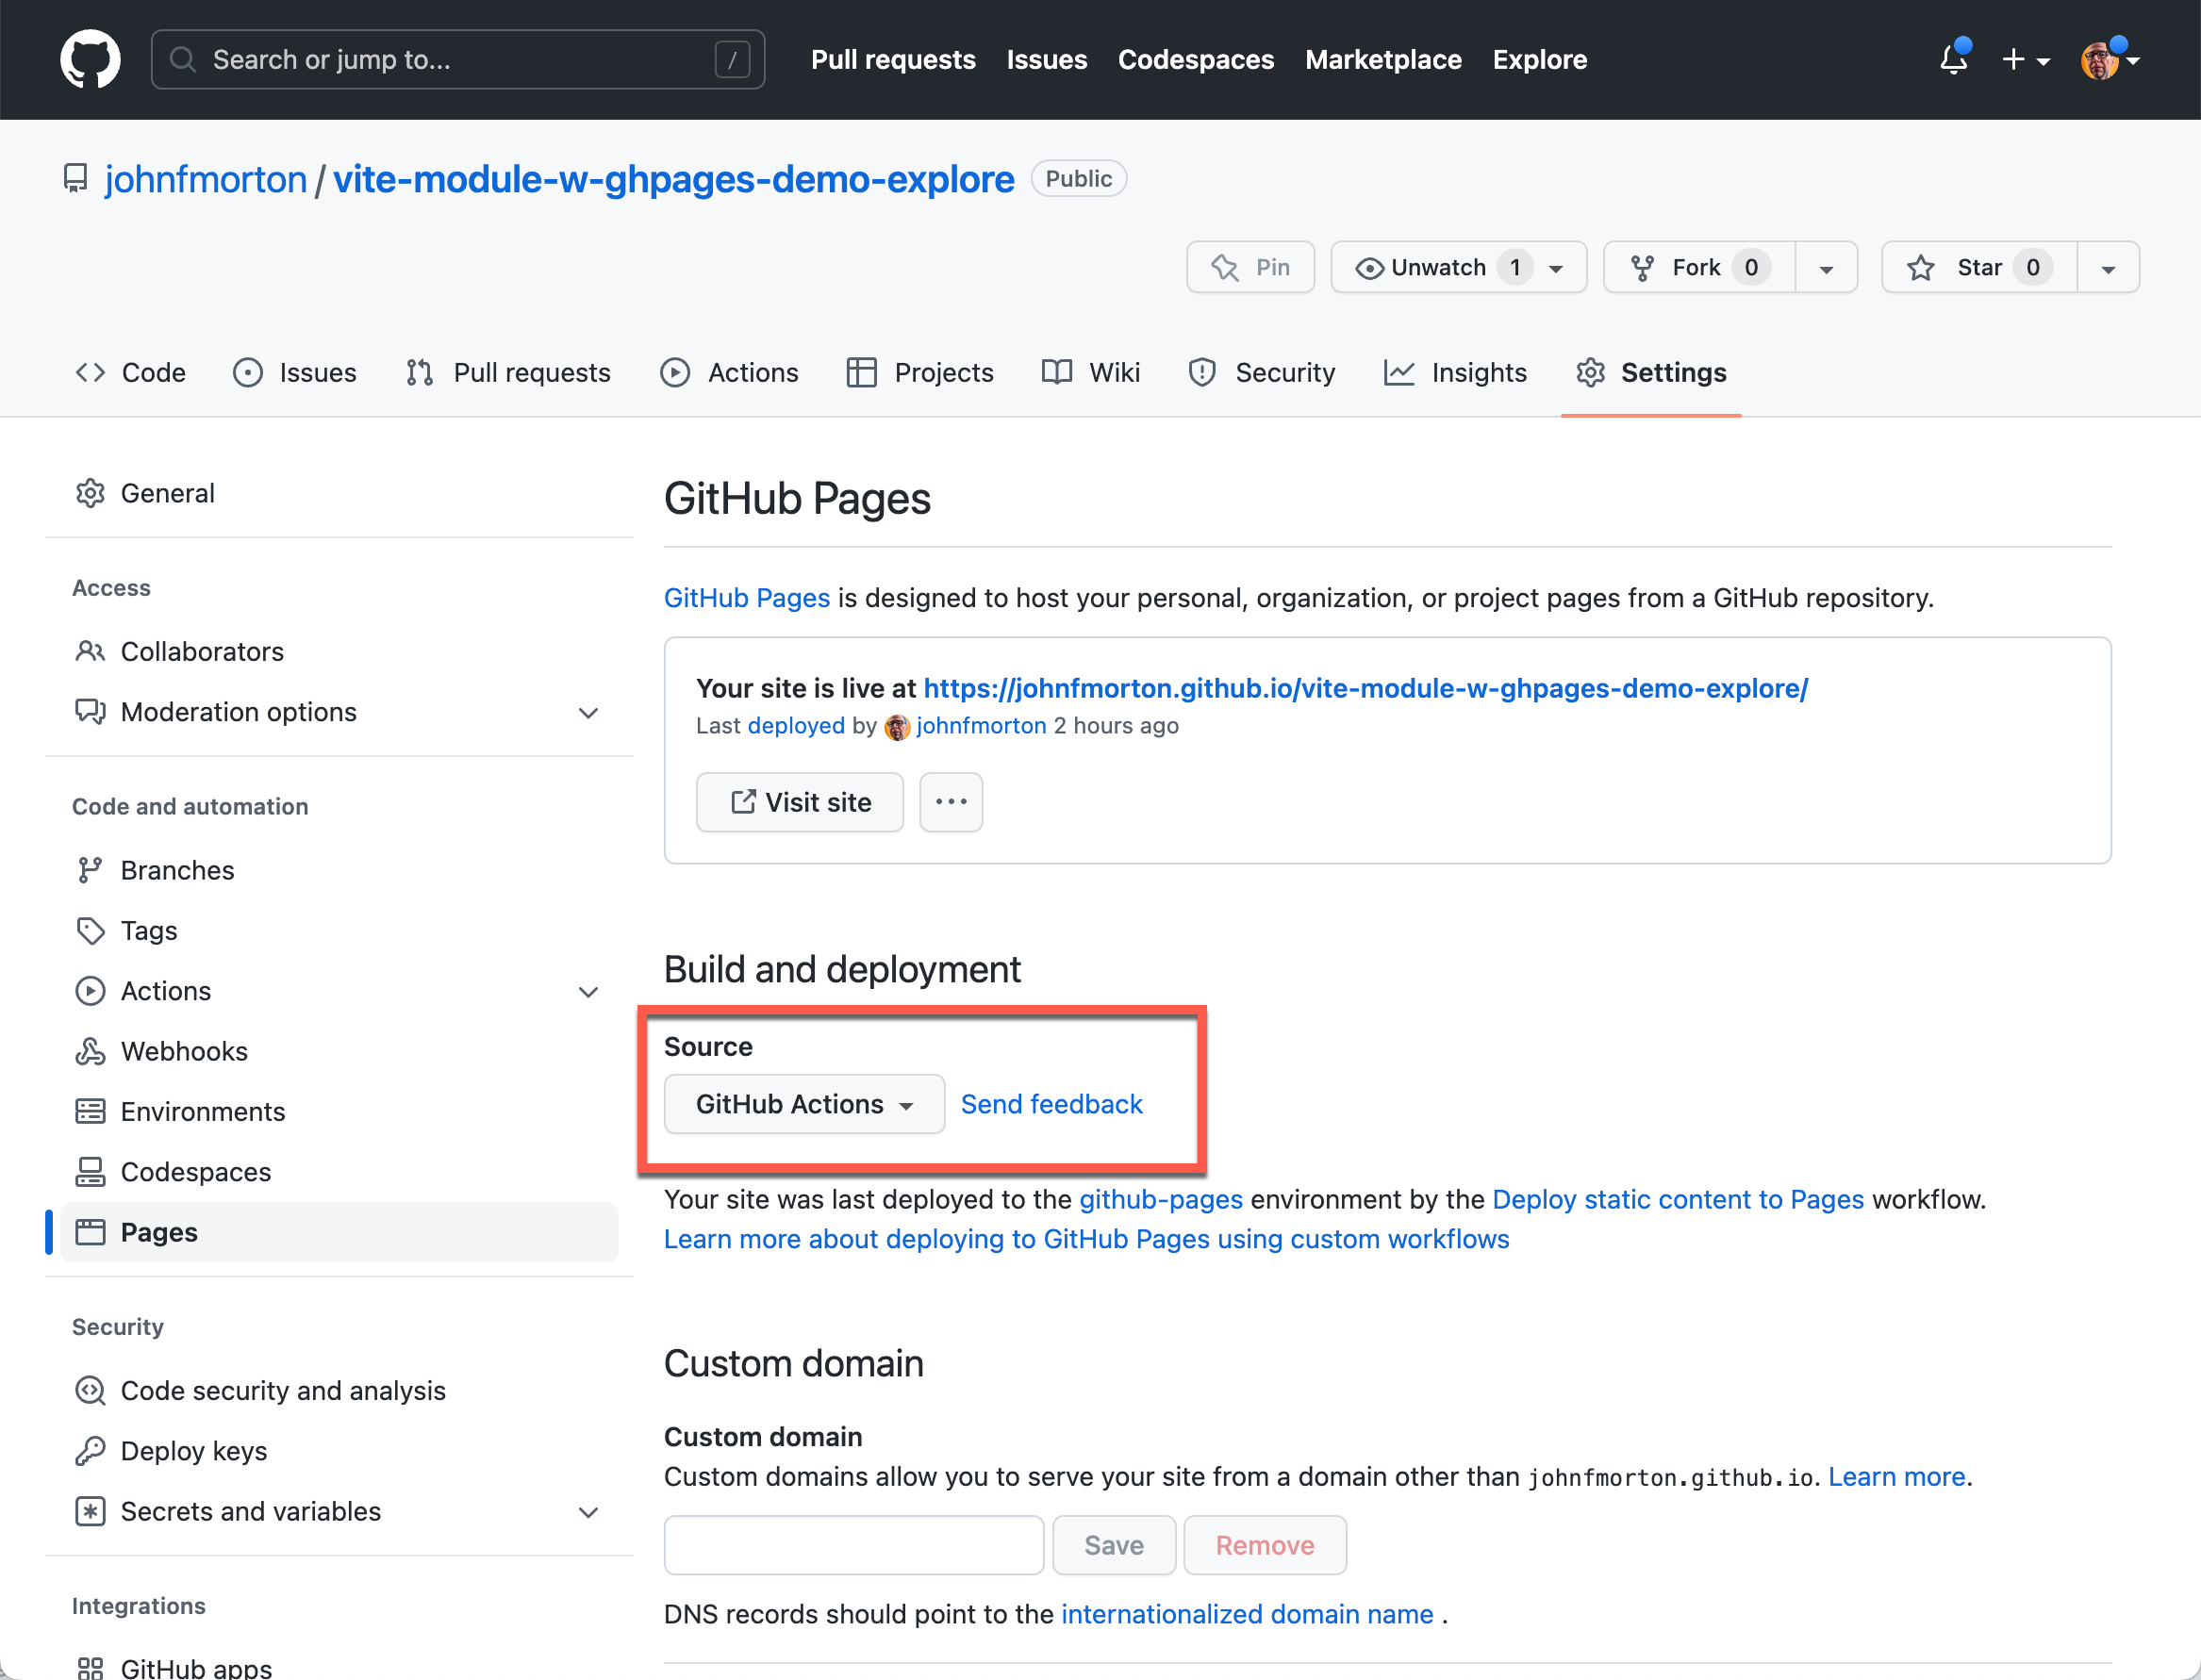 Search or jump to... /
Pull requests Issues Codespaces Marketplace Explore
johnfmorton / vite-module-w-ghpages-demo-explore Public
Pin Unwatch 1 Fork 0 Star 0
Code Issues Pull requests Actions Projects Wiki Security Insights Settings
General
Access
Collaborators
Moderation options
Code and automation
Branches
Tags
Actions
Webhooks
Environments
Codespaces
Pages
Security
Code security and analysis
Deploy keys
Secrets and variables
Integrations
GitHub apps
GitHub Pages
GitHub Pages is designed to host your personal, organization, or project pages from a GitHub repository.
Your site is live at https://johnfmorton.github.io/vite-module-w-ghpages-demo-explore/
Last deployed by johnfmorton 2 hours ago
Visit site ...
Build and deployment
Source
GitHub Actions Send feedback
Your site was last deployed to the github-pages environment by the Deploy static content to Pages workflow.
Learn more about deploying to GitHub Pages using custom workflows
Custom domain
Custom domain
Custom domains allow you to serve your site from a domain other than johnfmorton.github.io. Learn more.
Save Remove
DNS records should point to the internationalized domain name .